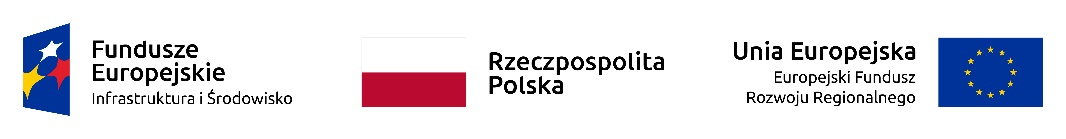 Fundusze
Europejskie
Infrastruktura i Środowisko
Rzeczpospolita
Polska
Unia Europejska
Europejski Fundusz
Rozwoju Regionalnego